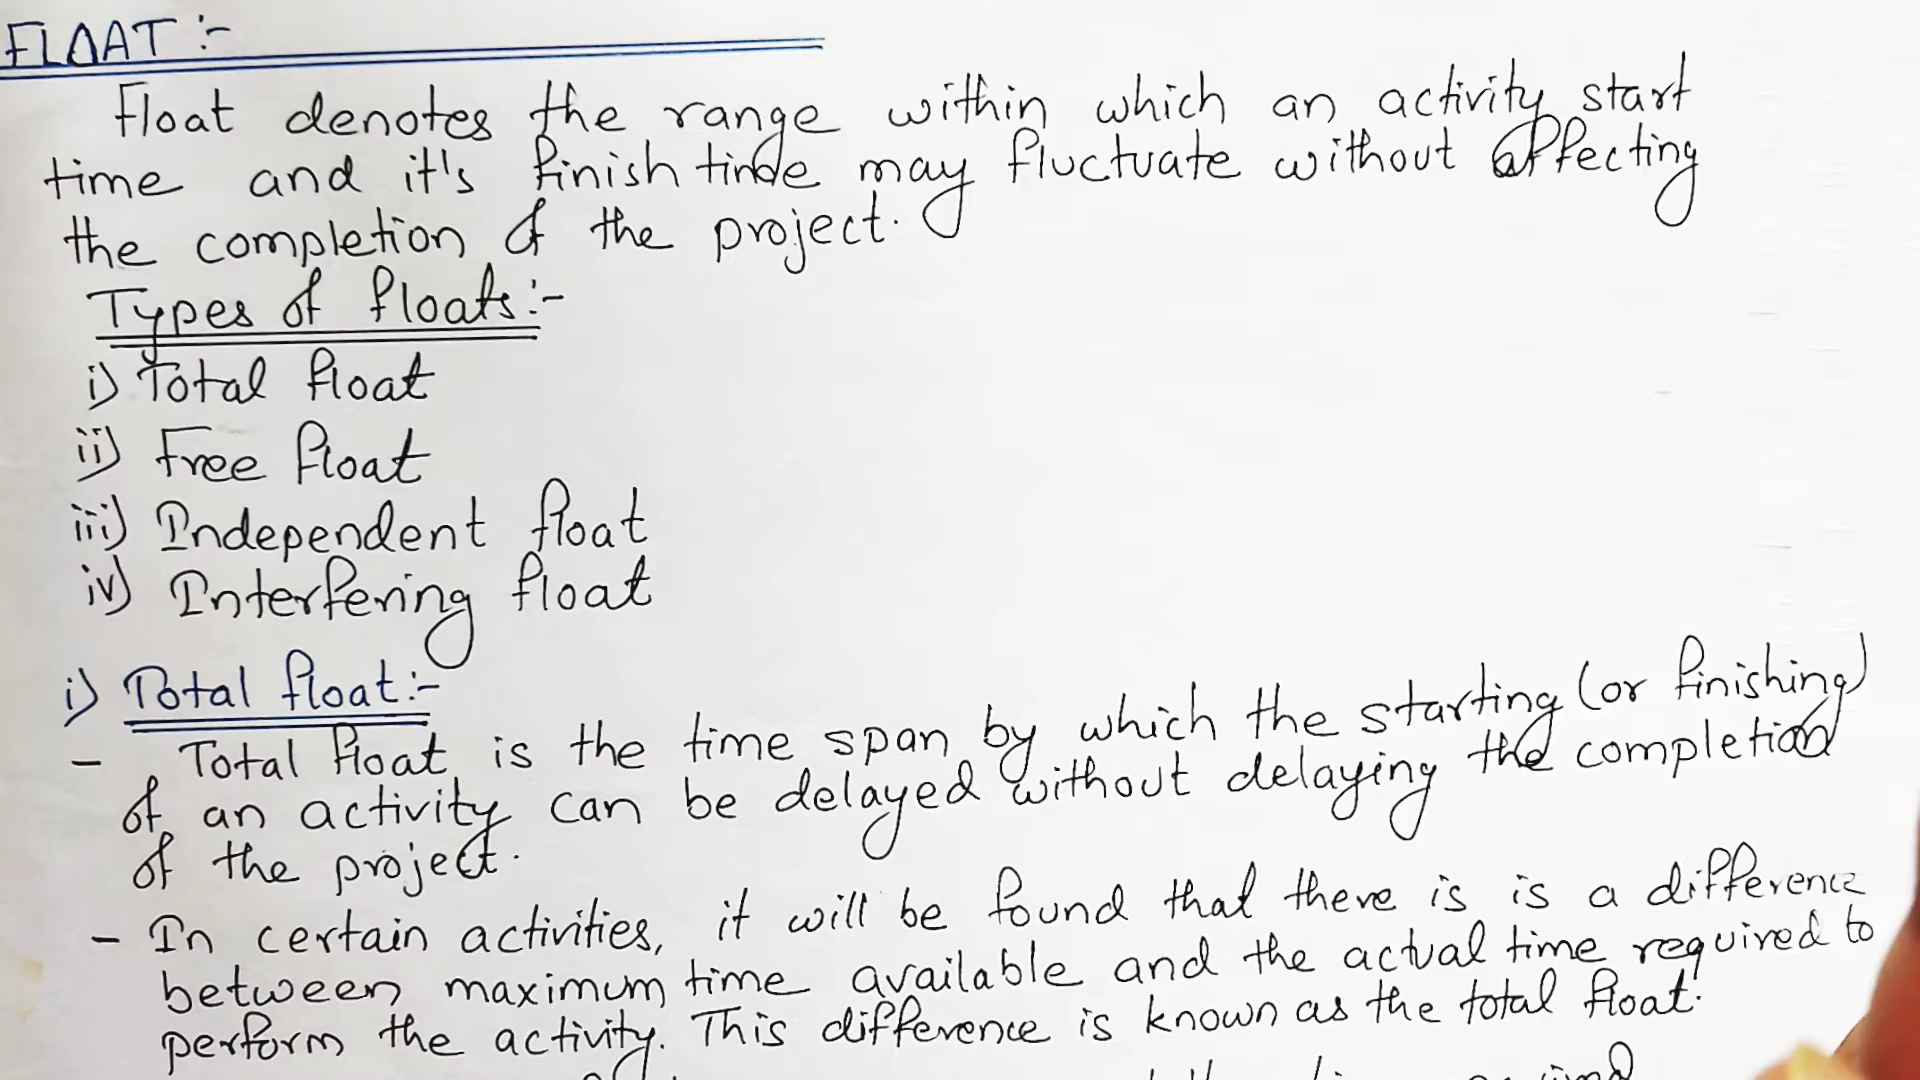 FLOAT :-
Float denotes the range within which an activity start
time and it's finish time may fluctuate without affecting
the completion of the project.
Types of floats:-
i) Total float
ii) Free float
iii) Independent float
iv) Interfering float
i) Total float:-
- Total float is the time span by which the starting (or finishing)
of an activity can be delayed without delaying the completion
of the project.
- In certain activities, it will be found that there is is a difference
between maximum time available and the actual time required to
perform the activity. This difference is known as the total float.